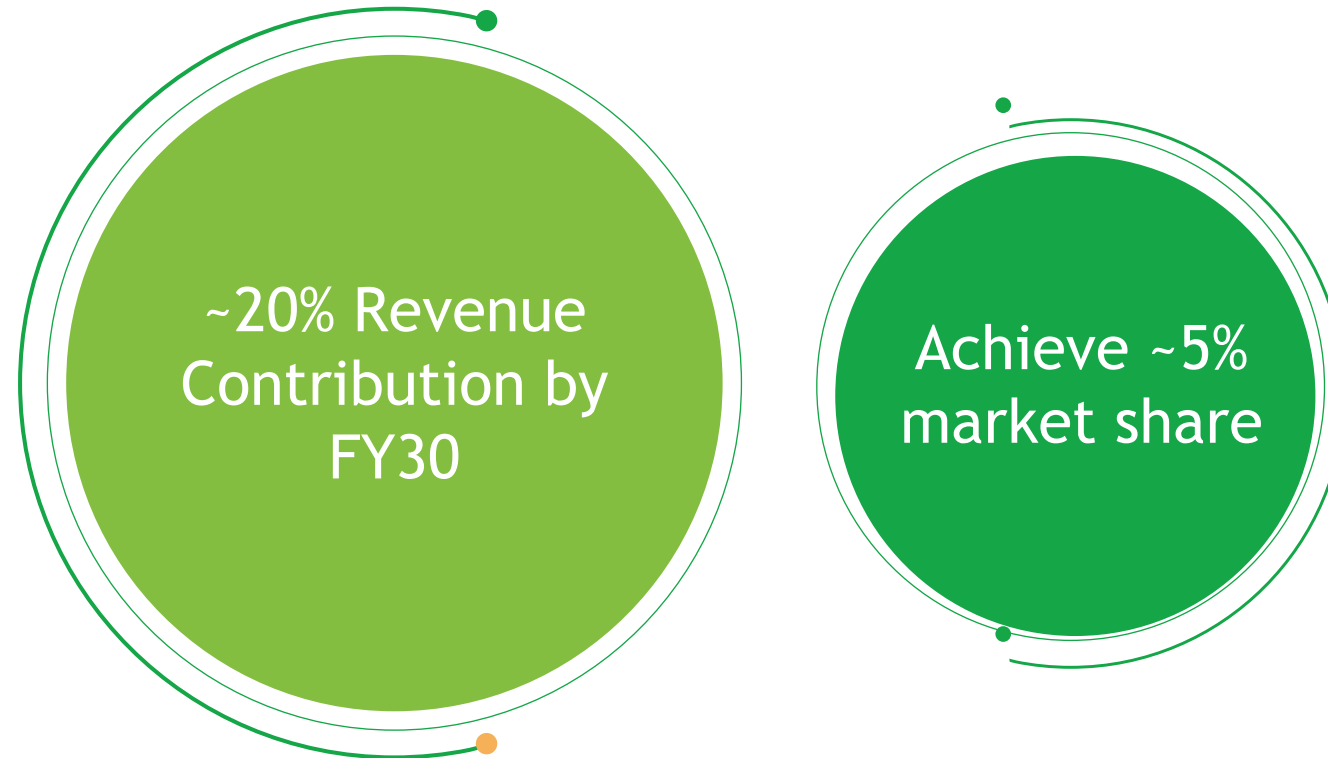 ~20% Revenue
Contribution by
FY30
Achieve ~5%
market share